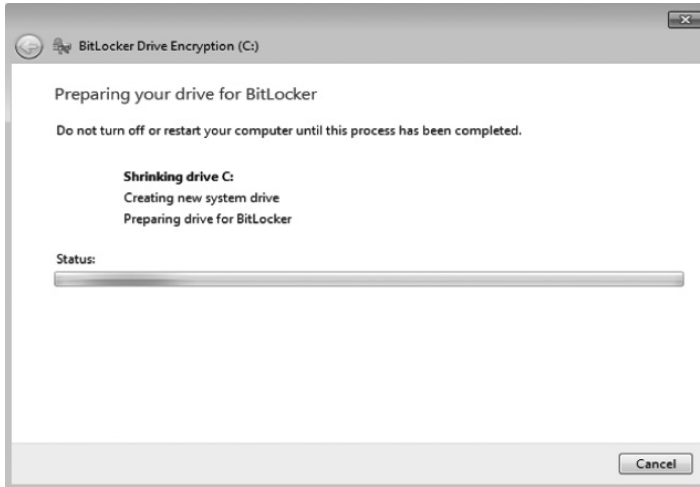 BitLocker Drive Encryption (C:)
Preparing your drive for BitLocker
Do not turn off or restart your computer until this process has been completed.
Shrinking drive C:
Creating new system drive
Preparing drive for BitLocker
Status:
Cancel